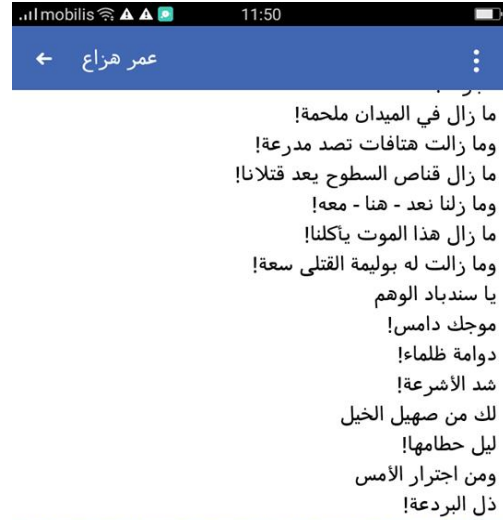 mobilis 11:50
عمر هزاع
ما زال في الميدان ملحمة!
وما زالت هتافات تصد مدرعة!
ما زال قناص السطوح يعد قتلانا!
وما زلنا نعد - هنا - معه!
ما زال هذا الموت يأكلنا!
وما زالت له بوليمة القتلى سعة!
يا سندباد الوهم
موجك دامس!
دوامة ظلماء!
شد الأشرعة!
لك من صهيل الخيل
ليل حطامها!
ومن اجترار الأمس
ذل البردعة!